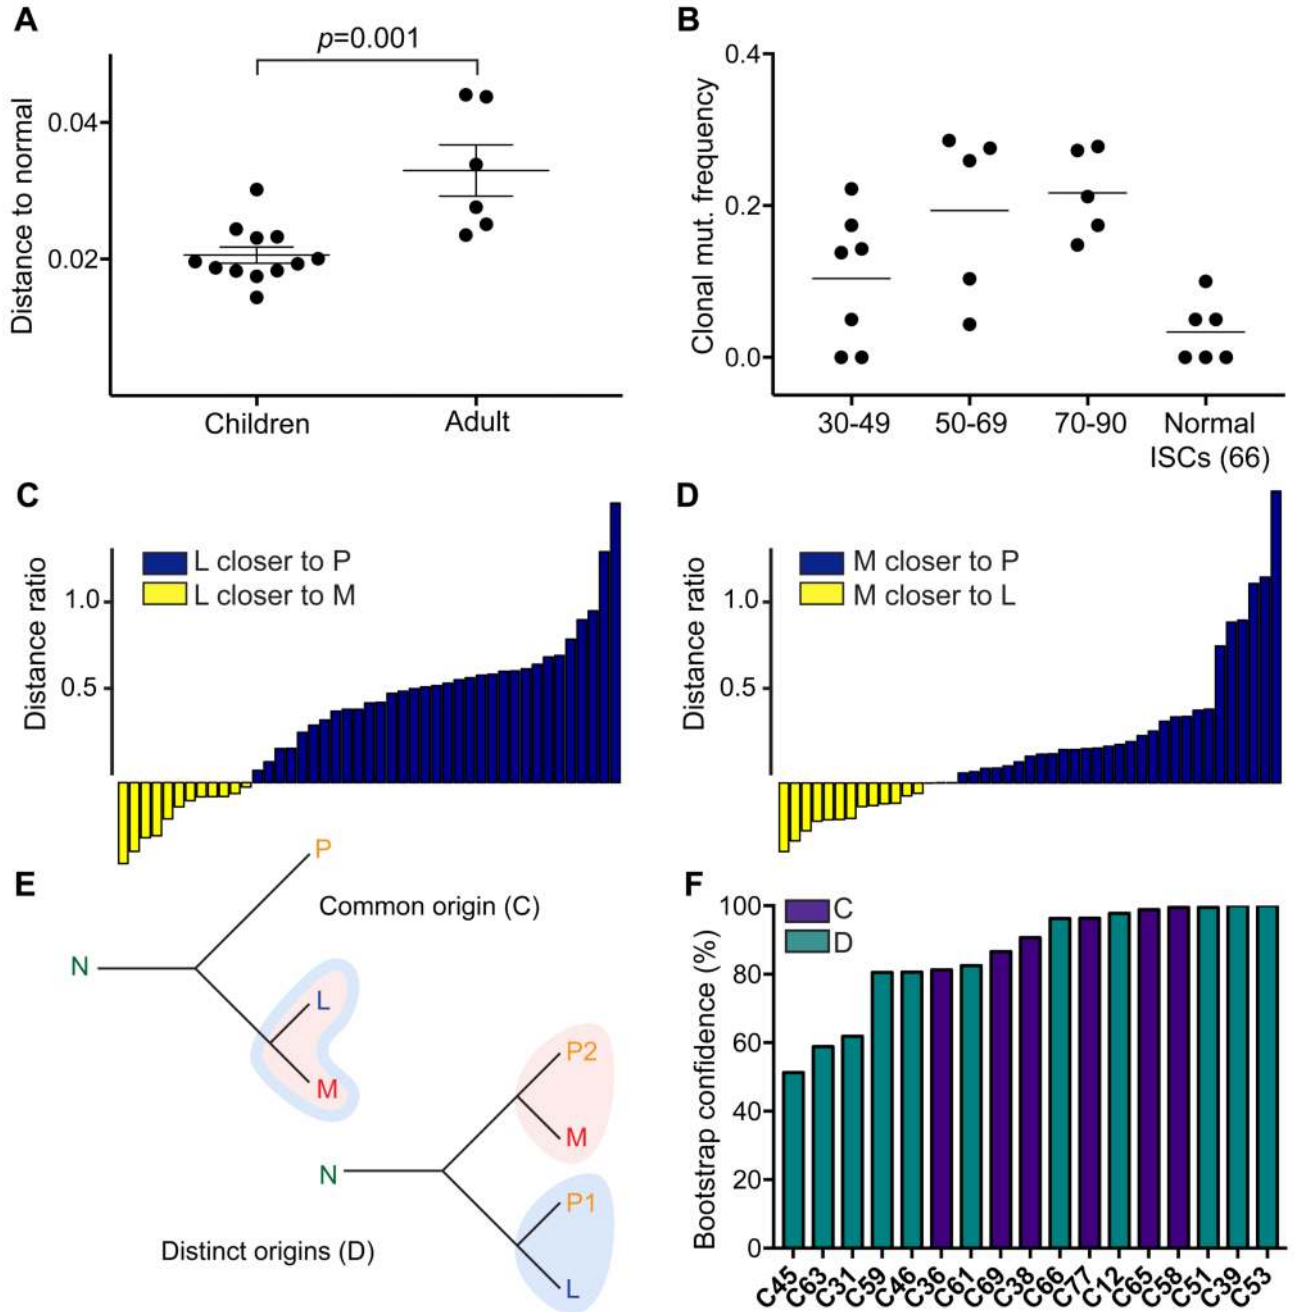 A
p=0.001
Distance to normal
0.04
0.02
Children
Adult
B
Clonal mut. frequency
0.4
0.2
0.0
30-49
50-69
70-90
Normal
ISCs (66)
C
Distance ratio
1.0
0.5
L closer to P
L closer to M
D
Distance ratio
1.0
0.5
M closer to P
M closer to L
E
P
Common origin (C)
N
L
M
P2
M
N
P1
Distinct origins (D)
L
F
Bootstrap confidence (%)
100
80
60
40
20
0
C
D
C45
C63
C31
C59
C46
C36
C61
C69
C38
C66
C77
C12
C65
C58
C51
C39
C53